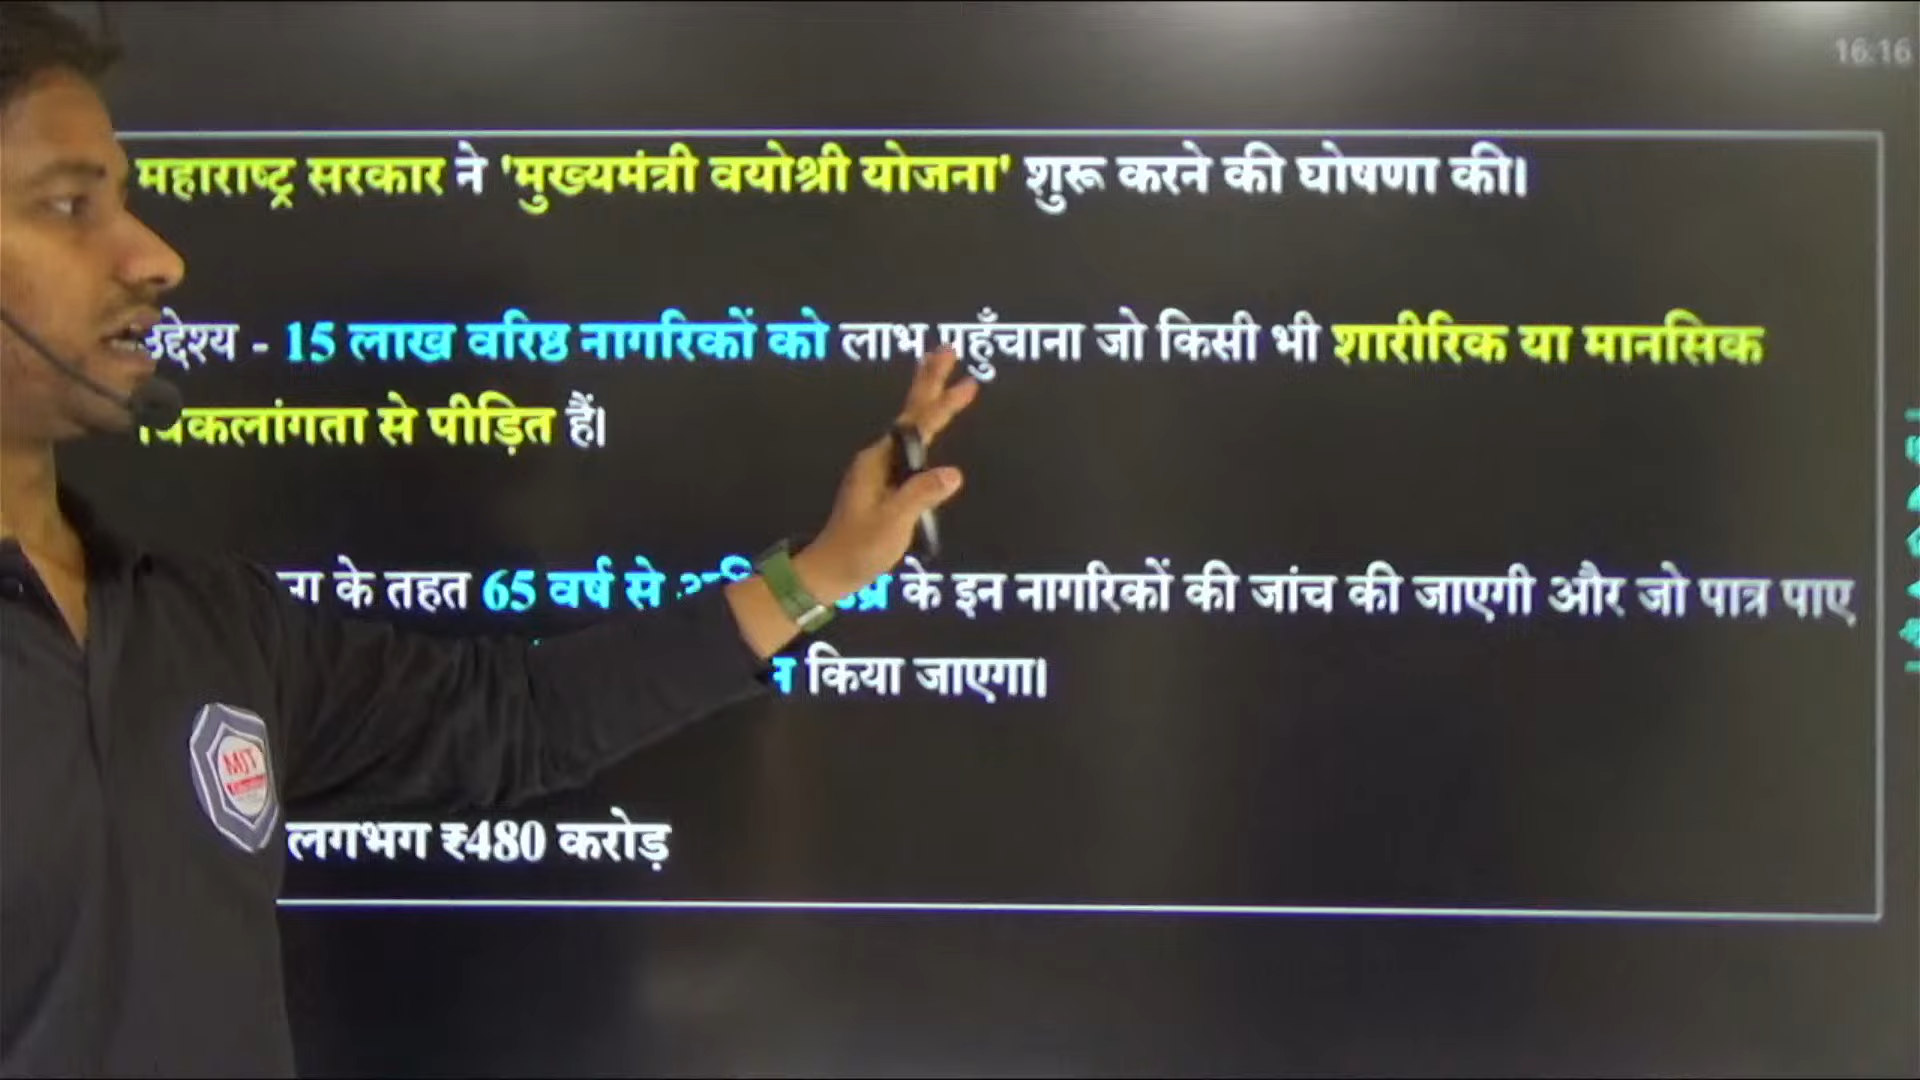 16:16
महाराष्ट्र सरकार ने 'मुख्यमंत्री वयोश्री योजना' शुरू करने की घोषणा की।
उद्देश्य - 15 लाख वरिष्ठ नागरिकों को लाभ पहुँचाना जो किसी भी शारीरिक या मानसिक
विकलांगता से पीड़ित हैं।
के तहत 65 वर्ष से के इन नागरिकों की जांच की जाएगी और जो पात्र पाए
किया जाएगा।
MJT
लगभग ₹480 करोड़